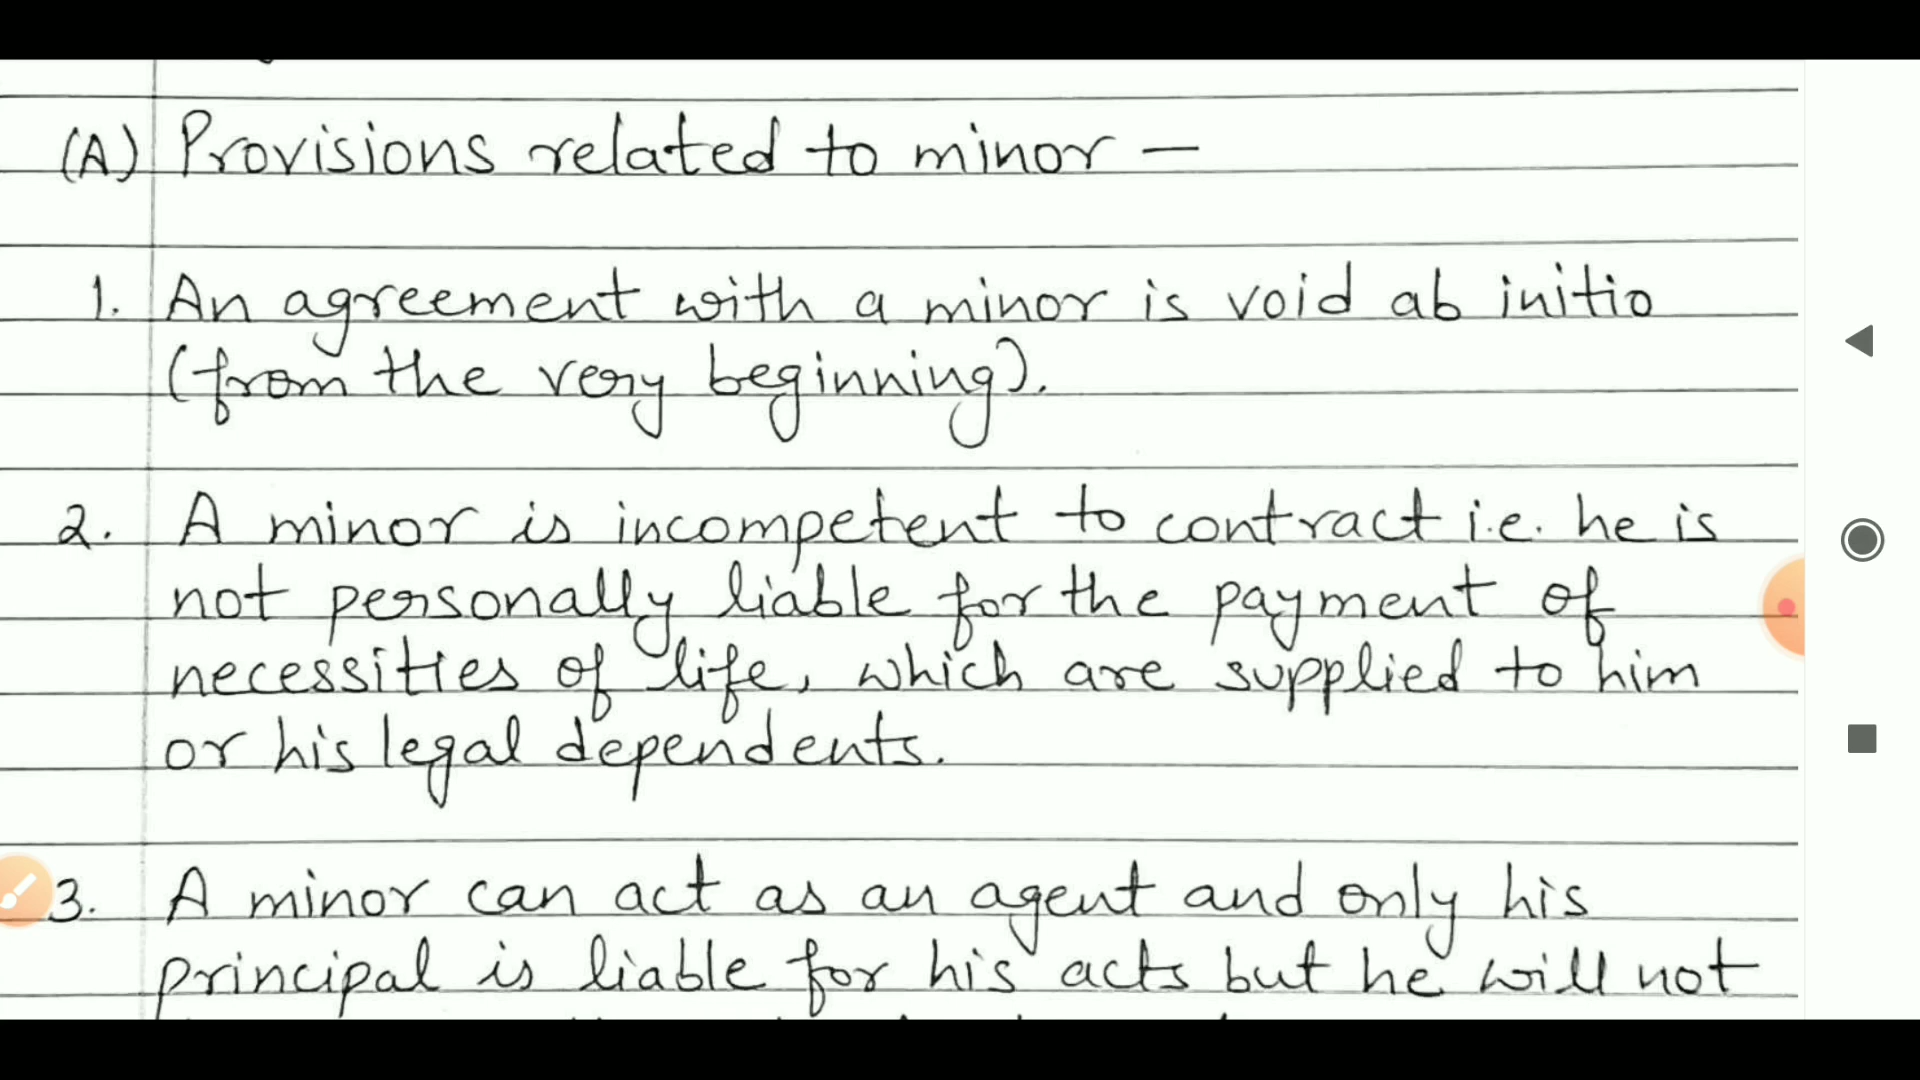 (A) Provisions related to minor —
1. An agreement with a minor is void ab initio
(from the very beginning).
2. A minor is incompetent to contract i.e. he is
not personally liable for the payment of
necessities of life, which are supplied to him
or his legal dependents.
3. A minor can act as an agent and only his
principal is liable for his acts but he will not